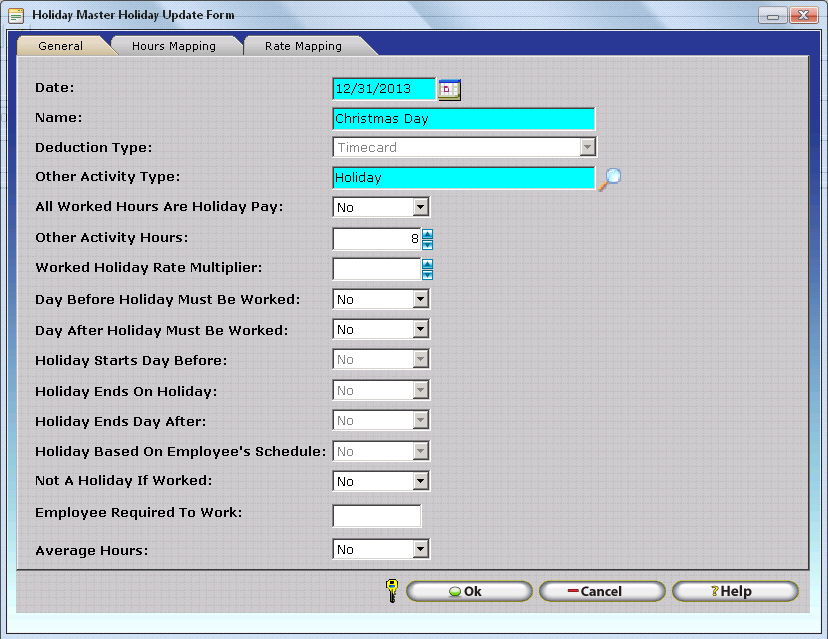 Holiday Master Holiday Update Form
General Hours Mapping Rate Mapping
Date: 12/31/2013
Name: Christmas Day
Deduction Type: Timecard
Other Activity Type: Holiday
All Worked Hours Are Holiday Pay: No
Other Activity Hours: 8
Worked Holiday Rate Multiplier:
Day Before Holiday Must Be Worked: No
Day After Holiday Must Be Worked: No
Holiday Starts Day Before: No
Holiday Ends On Holiday: No
Holiday Ends Day After: No
Holiday Based On Employee's Schedule: No
Not A Holiday If Worked: No
Employee Required To Work:
Average Hours: No
Ok Cancel ? Help